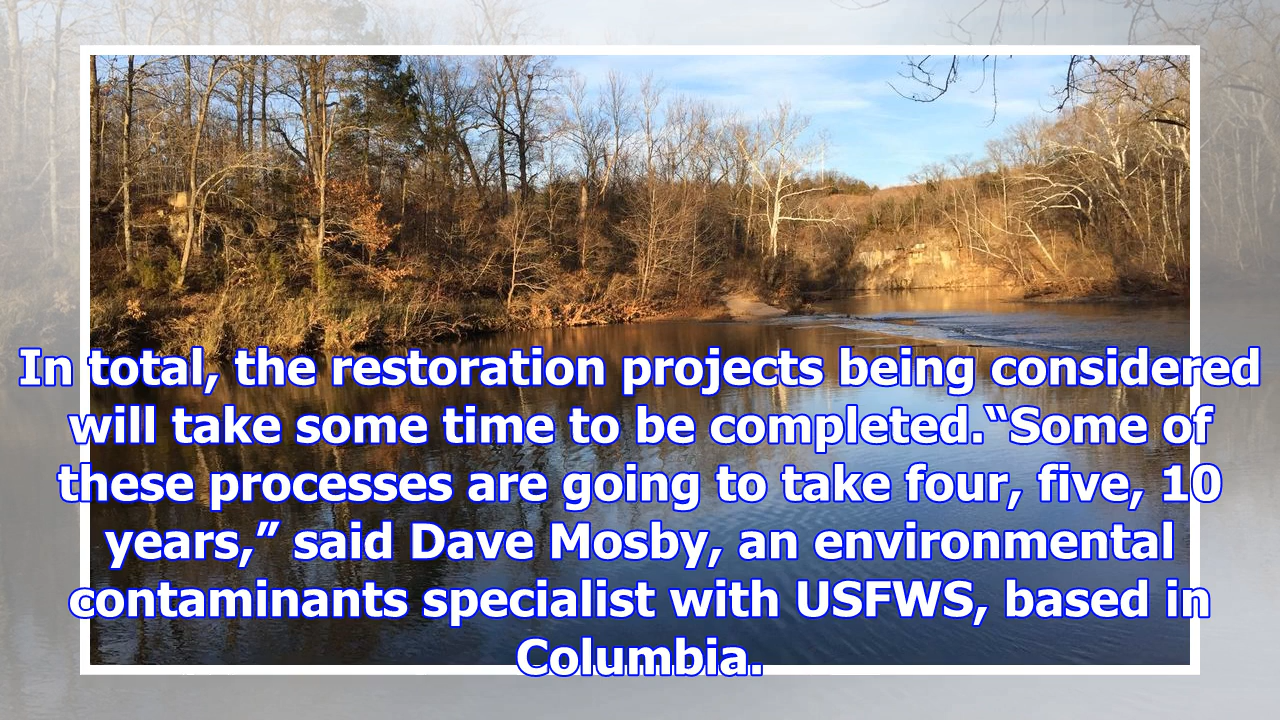 In total, the restoration projects being considered
will take some time to be completed.“Some of
these processes are going to take four, five, 10
years,” said Dave Mosby, an environmental
contaminants specialist with USFWS, based in
Columbia.